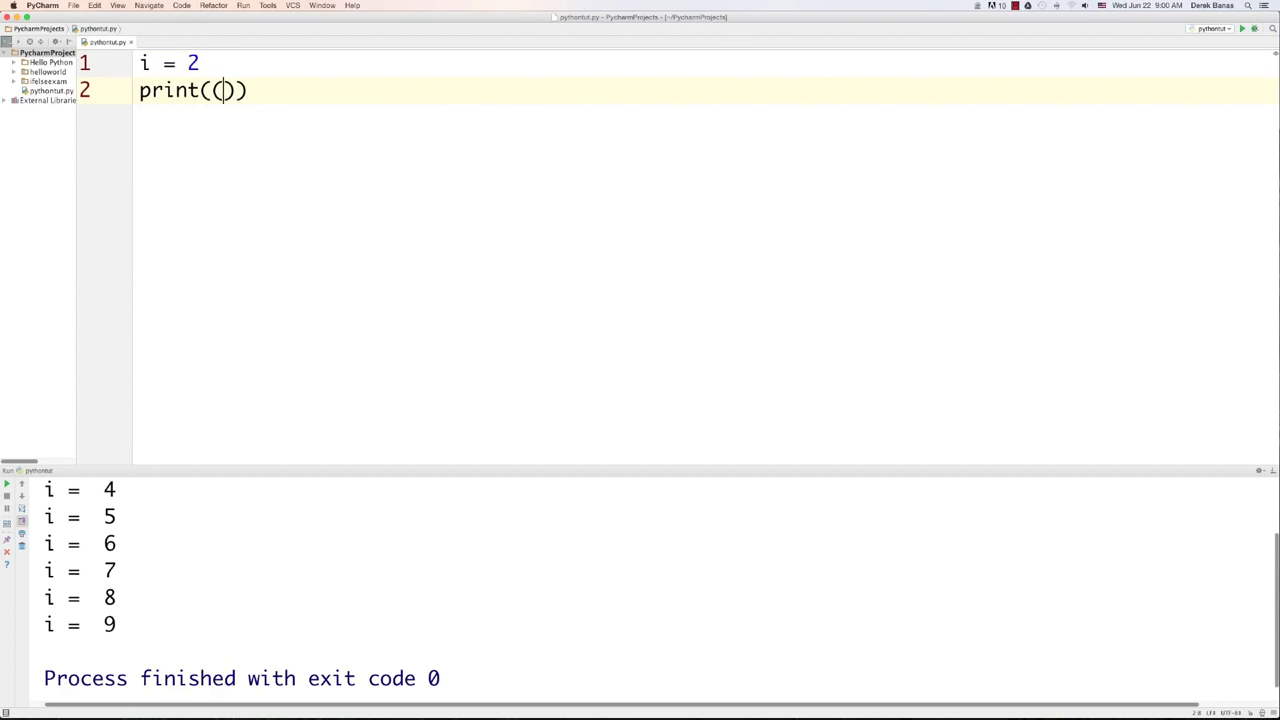 PyCharm File Edit View Navigate Code Refactor Run Tools VCS Window Help 10 Wed Jun 22 9:00 AM Derek Banas
pythontut.py - PycharmProjects - [~/PycharmProjects]
PycharmProjects pythontut.py pythontut
pythontut.py
PycharmProject
Hello Python
helloworld
ifelseexam
pythontut.py
External Librarie
1 i = 2
2 print(())
Run pythontut
i = 4
i = 5
i = 6
i = 7
i = 8
i = 9
Process finished with exit code 0
2:8 LF÷ UTF-8÷